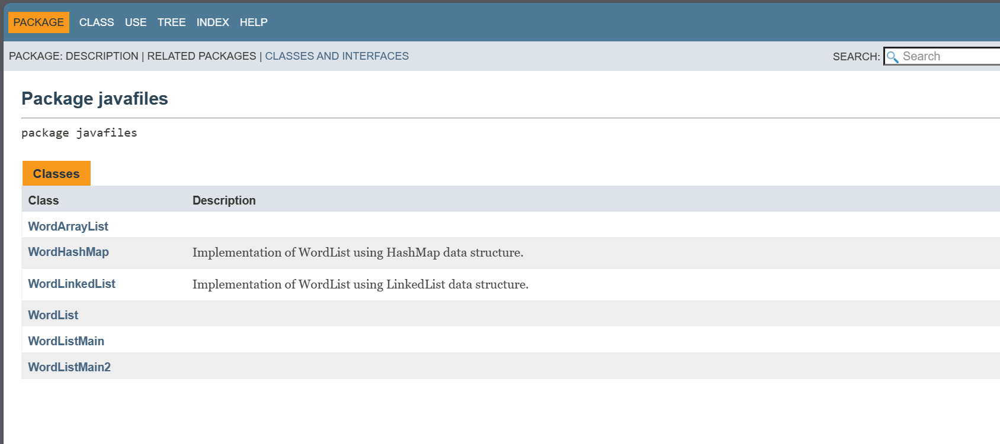 PACKAGE CLASS USE TREE INDEX HELP
PACKAGE: DESCRIPTION | RELATED PACKAGES | CLASSES AND INTERFACES SEARCH: Search
Package javafiles
package javafiles
Classes
Class Description
WordArrayList
WordHashMap Implementation of WordList using HashMap data structure.
WordLinkedList Implementation of WordList using LinkedList data structure.
WordList
WordListMain
WordListMain2